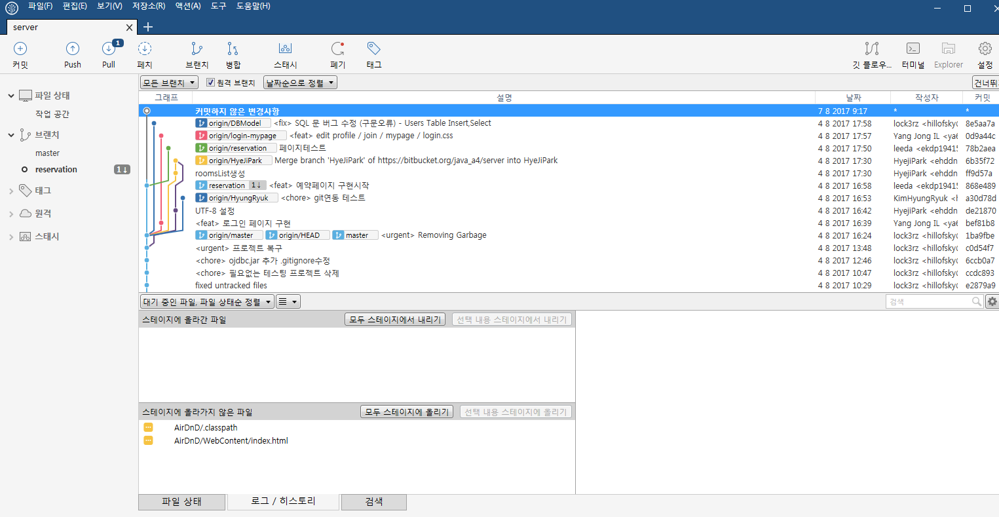 파일(F) 편집(E) 보기(V) 저장소(R) 액션(A) 도구 도움말(H)
server
커밋 Push 1 Pull 페치 브랜치 병합 스태시 폐기 태그 깃 플로우... 터미널 Explorer 설정
파일 상태
작업 공간
브랜치
master
reservation 1↓
태그
원격
스태시
모든 브랜치 원격 브랜치 날짜순으로 정렬 건너뛰
그래프 설명 날짜 작성자 커밋
커밋하지 않은 변경사항 7 8 2017 9:17 * *
origin/DBModel <fix> SQL 문 버그 수정 (구문오류) - Users Table Insert,Select 4 8 2017 17:58 lock3rz <hillofsky@ 8e5aa7a
origin/login-mypage <feat> edit profile / join / mypage / login.css 4 8 2017 17:57 Yang Jong IL <ya6 0d9a44c
origin/reservation 페이지테스트 4 8 2017 17:50 leeda <ekdp19415 78b2aea
origin/HyeJiPark Merge branch 'HyeJiPark' of https://bitbucket.org/java_a4/server into HyeJiPark 4 8 2017 17:30 HyejiPark <ehddn 6b35f72
roomsList생성 4 8 2017 17:30 HyejiPark <ehddn ff9d57a
reservation 1↓ <feat> 예약페이지 구현시작 4 8 2017 16:58 leeda <ekdp19415 868e489
origin/HyungRyuk <chore> git연동 테스트 4 8 2017 16:53 KimHyungRyuk <h a30d78d
UTF-8 설정 4 8 2017 16:42 HyejiPark <ehddn de21870
<feat> 로그인 페이지 구현 4 8 2017 16:39 Yang Jong IL <ya6 bef81b8
origin/master origin/HEAD master <urgent> Removing Garbage 4 8 2017 16:24 lock3rz <hillofsky@ 1ba9fbe
<urgent> 프로젝트 복구 4 8 2017 13:48 lock3rz <hillofsky@ c0d54f7
<chore> ojdbc.jar 추가 .gitignore수정 4 8 2017 12:46 lock3rz <hillofsky@ 6ccb0a7
<chore> 필요없는 테스팅 프로젝트 삭제 4 8 2017 10:47 lock3rz <hillofsky@ ccdc893
fixed untracked files 4 8 2017 10:29 lock3rz <hillofsky@ e2879a9
대기 중인 파일, 파일 상태순 정렬 검색
스테이지에 올라간 파일 모두 스테이지에서 내리기 선택 내용 스테이지에서 내리기
스테이지에 올라가지 않은 파일 모두 스테이지에 올리기 선택 내용 스테이지에 올리기
AirDnD/.classpath
AirDnD/WebContent/index.html
파일 상태 로그 / 히스토리 검색